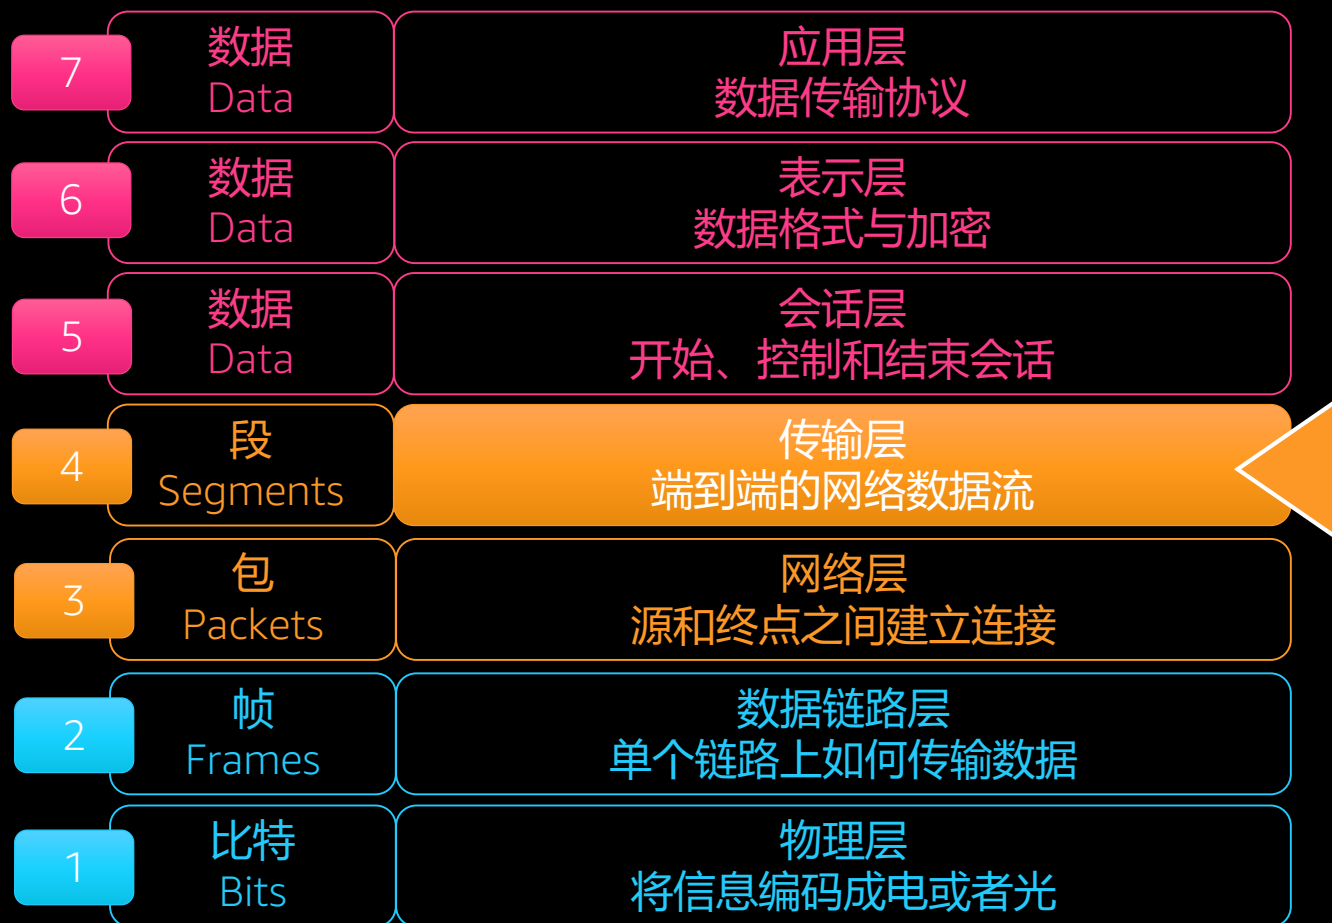 7
数据
Data
应用层
数据传输协议
6
数据
Data
表示层
数据格式与加密
5
数据
Data
会话层
开始、控制和结束会话
4
段
Segments
传输层
端到端的网络数据流
3
包
Packets
网络层
源和终点之间建立连接
2
帧
Frames
数据链路层
单个链路上如何传输数据
1
比特
Bits
物理层
将信息编码成电或者光